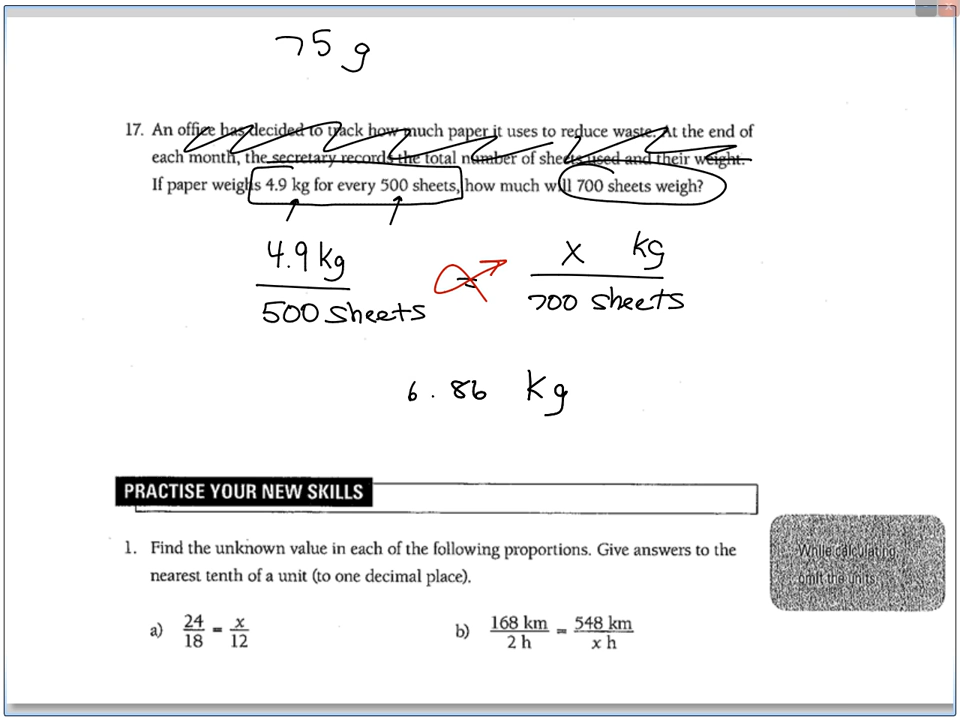 75 g
17. An office has decided to track how much paper it uses to reduce waste. At the end of
each month, the secretary records the total number of sheets used and their weight.
If paper weighs 4.9 kg for every 500 sheets, how much will 700 sheets weigh?
4.9 kg = x kg
500 sheets 700 sheets
6.86 kg
PRACTISE YOUR NEW SKILLS
1. Find the unknown value in each of the following proportions. Give answers to the
nearest tenth of a unit (to one decimal place).
While calculating,
omit the units.
a) 24/18 = x/12
b) 168 km/2 h = 548 km/x h